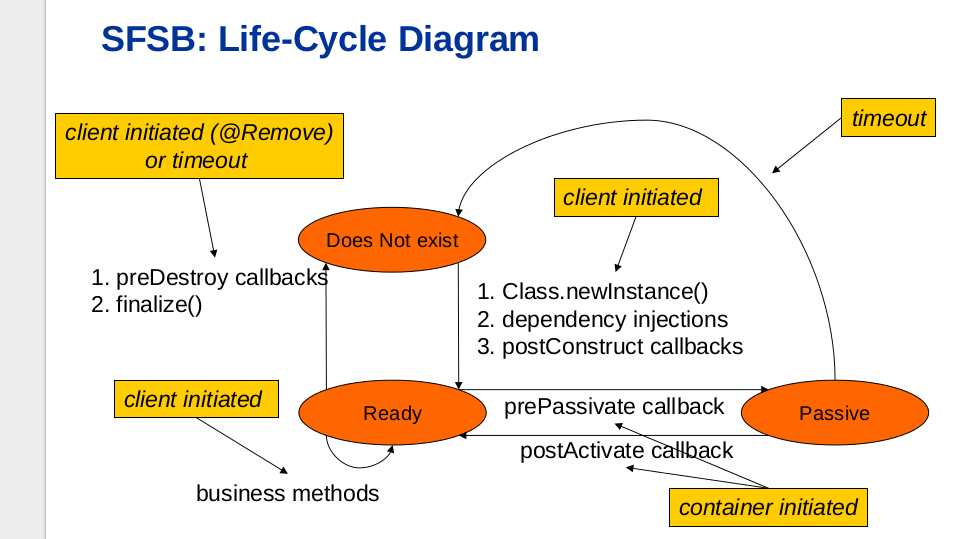 SFSB: Life-Cycle Diagram
timeout
client initiated (@Remove)
or timeout
client initiated
Does Not exist
1. preDestroy callbacks
2. finalize()
1. Class.newInstance()
2. dependency injections
3. postConstruct callbacks
client initiated
Ready
prePassivate callback
Passive
postActivate callback
business methods
container initiated